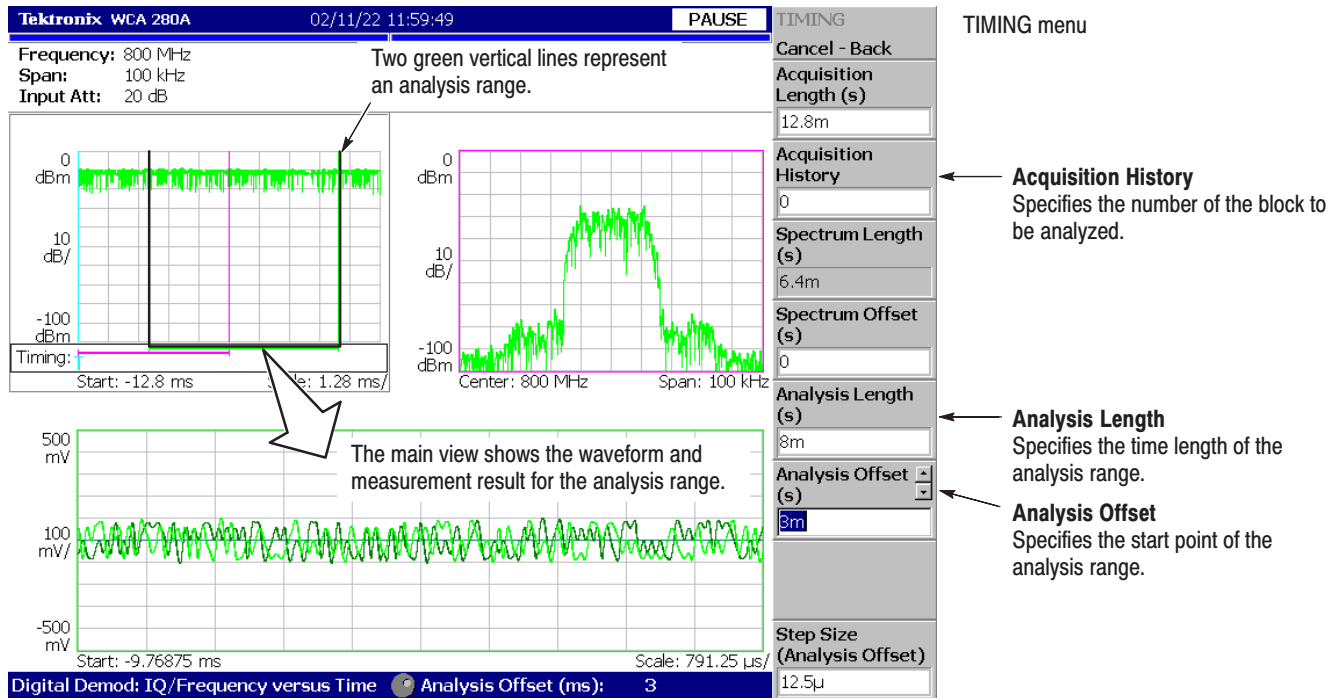 Tektronix WCA 280A 02/11/22 11:59:49 PAUSE
Frequency: 800 MHz
Span: 100 kHz
Input Att: 20 dB
Two green vertical lines represent
an analysis range.
0
dBm
10
dB/
-100
dBm
Timing:
Start: -12.8 ms
1.28 ms/
0
dBm
10
dB/
-100
dBm
Center: 800 MHz
Span: 100 kHz
500
mV
100
mV/
-500
mV
The main view shows the waveform and
measurement result for the analysis range.
Start: -9.76875 ms
Scale: 791.25 µs/
Digital Demod: IQ/Frequency versus Time
Analysis Offset (ms): 3
TIMING
Cancel - Back
Acquisition
Length (s)
12.8m
Acquisition
History
0
Spectrum Length
(s)
6.4m
Spectrum Offset
(s)
0
Analysis Length
(s)
8m
Analysis Offset
(s)
3m
Step Size
(Analysis Offset)
12.5µ
TIMING menu
Acquisition History
Specifies the number of the block to
be analyzed.
Analysis Length
Specifies the time length of the
analysis range.
Analysis Offset
Specifies the start point of the
analysis range.